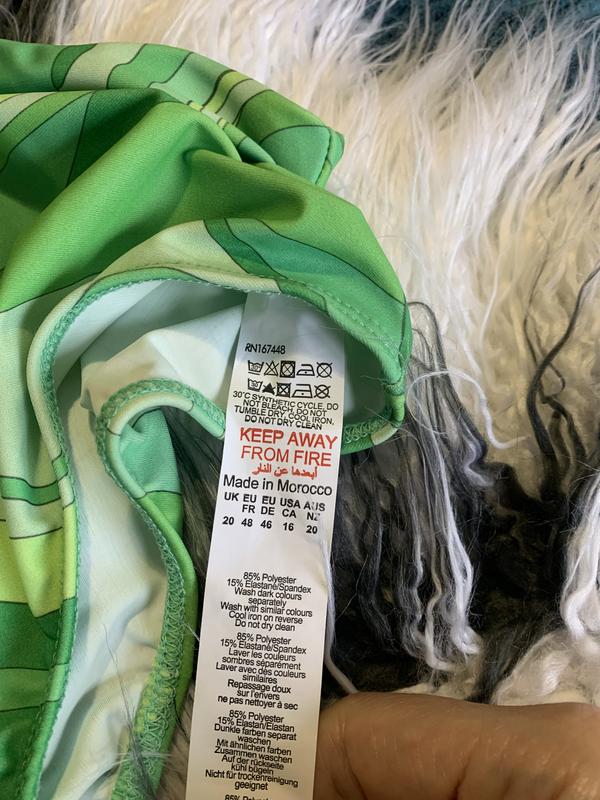 RN167448
30°C SYNTHETIC CYCLE, DO
NOT BLEACH, DO NOT
TUMBLE DRY, COOL IRON,
DO NOT DRY CLEAN
KEEP AWAY
FROM FIRE
أبعدها عن النار
Made in Morocco
UK EU EU USA AUS
FR DE CA NZ
20 48 46 16 20
85% Polyester
15% Elastane/Spandex
Wash dark colours
separately
Wash with similar colours
Cool iron on reverse
Do not dry clean
85% Polyester
15% Elastane/Spandex
Laver les couleurs
sombres séparément
Laver avec des couleurs
similaires
Repassage doux
sur l'envers
ne pas nettoyer à sec
85% Polyester
15% Elastan/Elastan
Dunkle farben separat
waschen
Mit ähnlichen farben
waschen
Auf der rückseite
kühl bügeln
Nicht für trockenreinigung
geeignet
85% Polyester